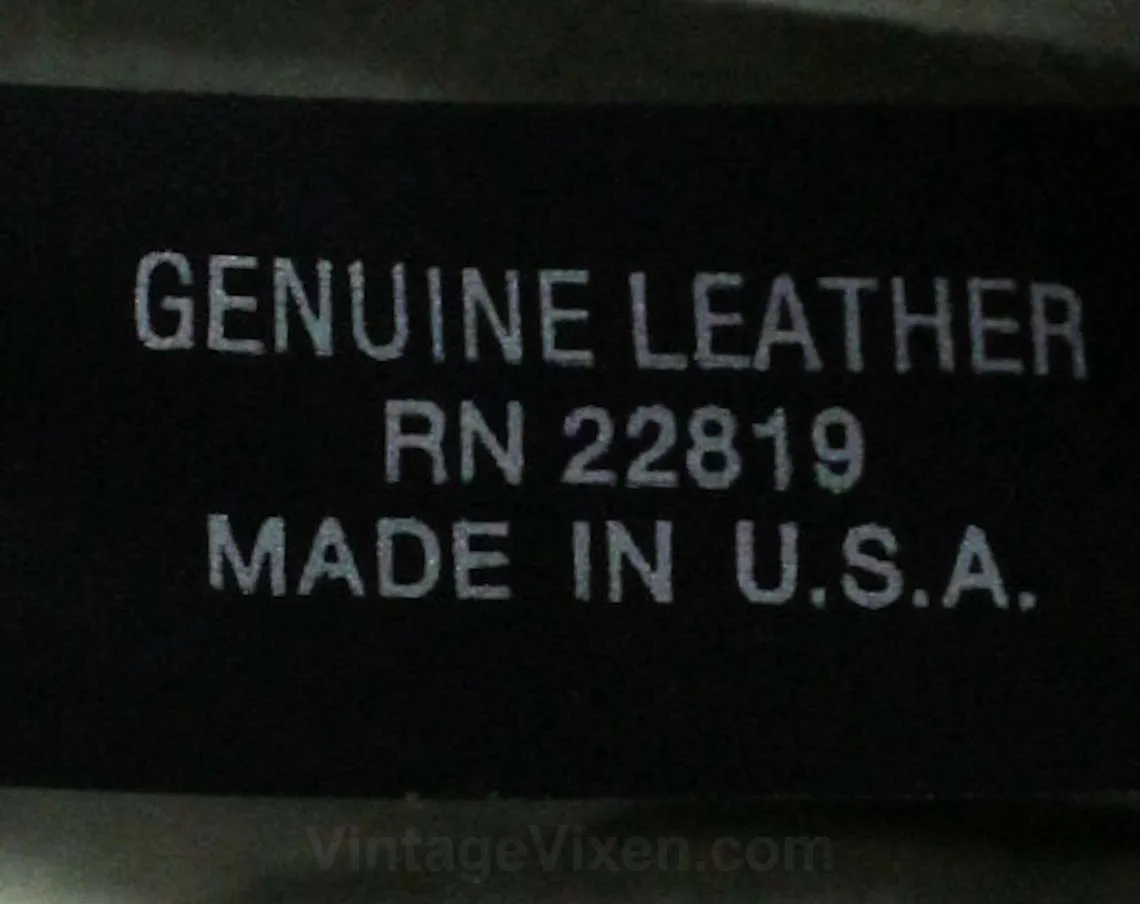 GENUINE LEATHER
RN 22819
MADE IN U.S.A.
VintageVixen.com